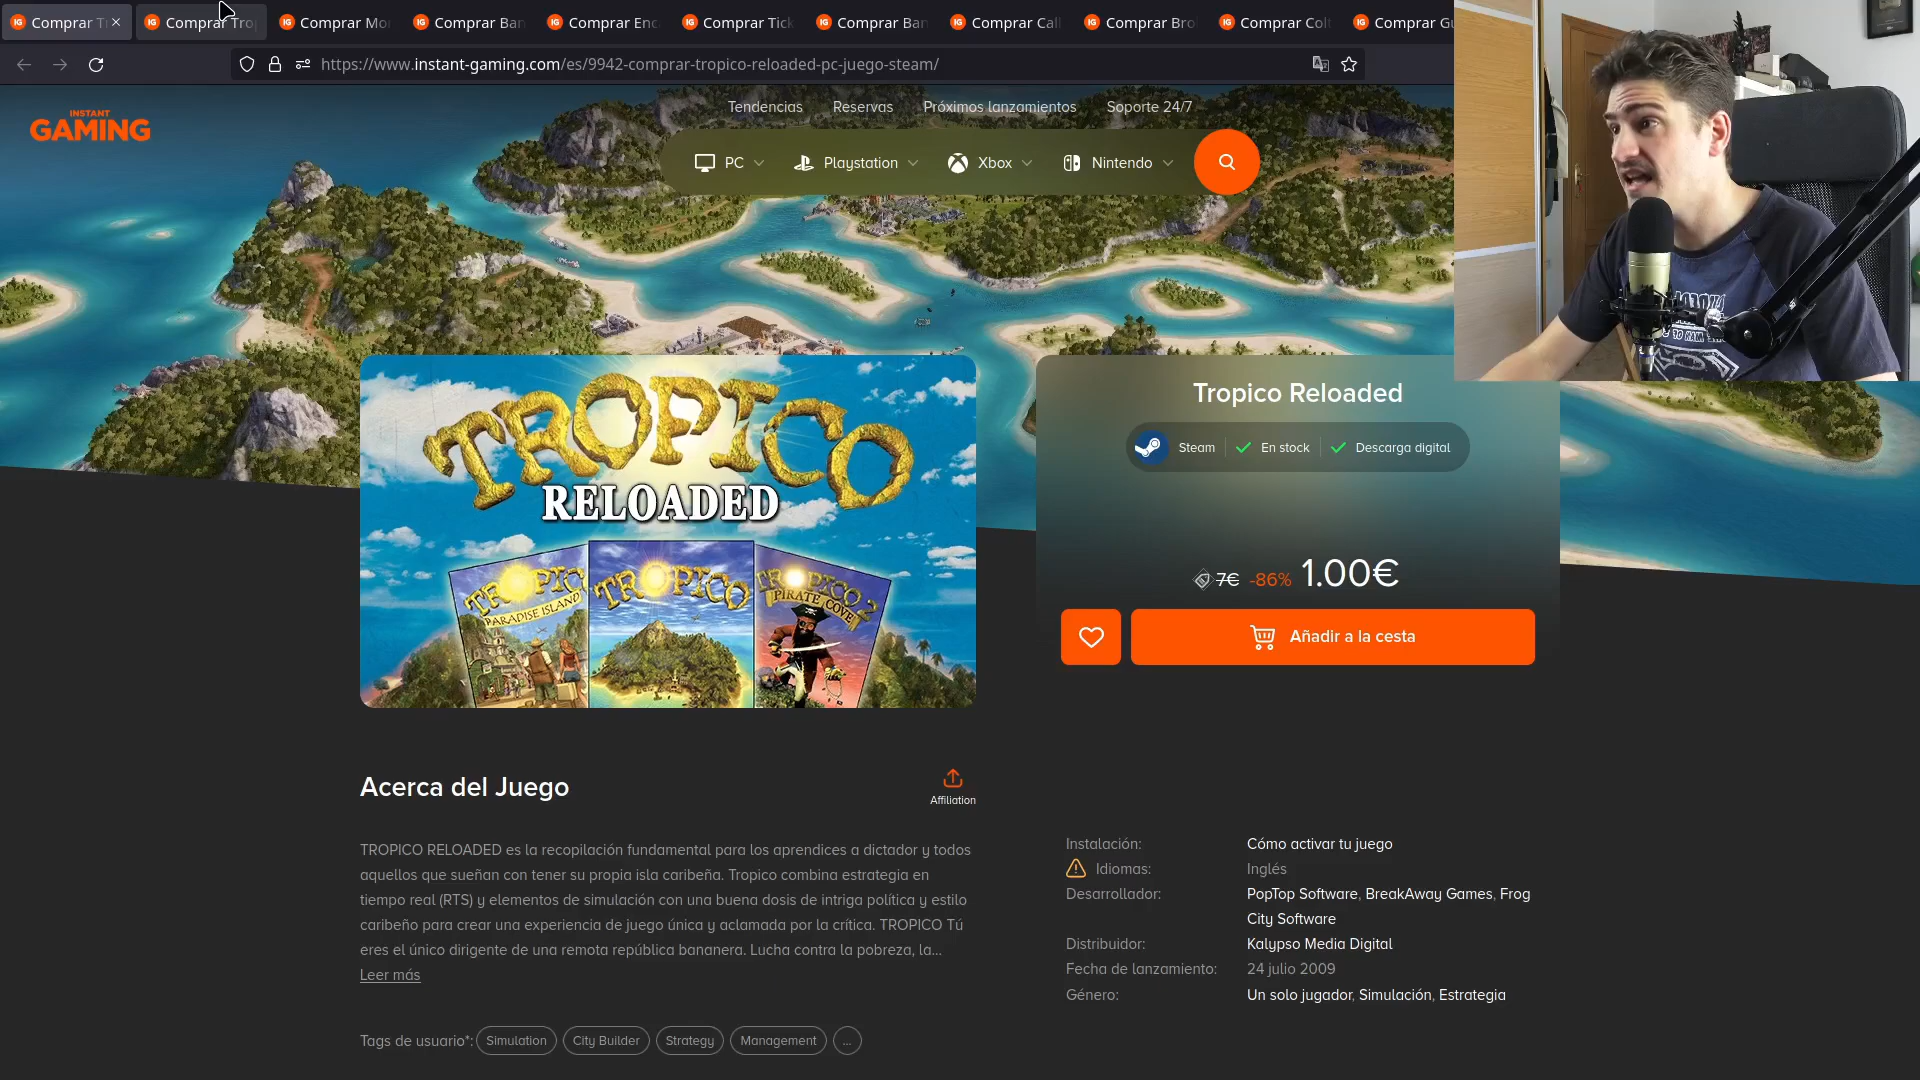 Comprar Tr
Comprar Trop
Comprar Mo
Comprar Ban
Comprar Enc
Comprar Tick
Comprar Bar
Comprar Call
Comprar Bro
Comprar Colt
Comprar Gu
https://www.instant-gaming.com/es/9942-comprar-tropico-reloaded-pc-juego-steam/
INSTANT
GAMING
Tendencias
Reservas
Próximos lanzamientos
Soporte 24/7
PC
Playstation
Xbox
Nintendo
TROPICO
RELOADED
TROPICO
PARADISE ISLAND
TROPICO
TROPICO 2
PIRATE COVE
Tropico Reloaded
Steam
En stock
Descarga digital
7€ -86% 1.00€
Añadir a la cesta
Acerca del Juego
Affiliation
TROPICO RELOADED es la recopilación fundamental para los aprendices a dictador y todos
aquellos que sueñan con tener su propia isla caribeña. Tropico combina estrategia en
tiempo real (RTS) y elementos de simulación con una buena dosis de intriga política y estilo
caribeño para crear una experiencia de juego única y aclamada por la crítica. TROPICO Tú
eres el único dirigente de una remota república bananera. Lucha contra la pobreza, la...
Leer más
Tags de usuario*: Simulation City Builder Strategy Management ...
Instalación: Cómo activar tu juego
Idiomas: Inglés
Desarrollador: PopTop Software, BreakAway Games, Frog
City Software
Distribuidor: Kalypso Media Digital
Fecha de lanzamiento: 24 julio 2009
Género: Un solo jugador, Simulación, Estrategia